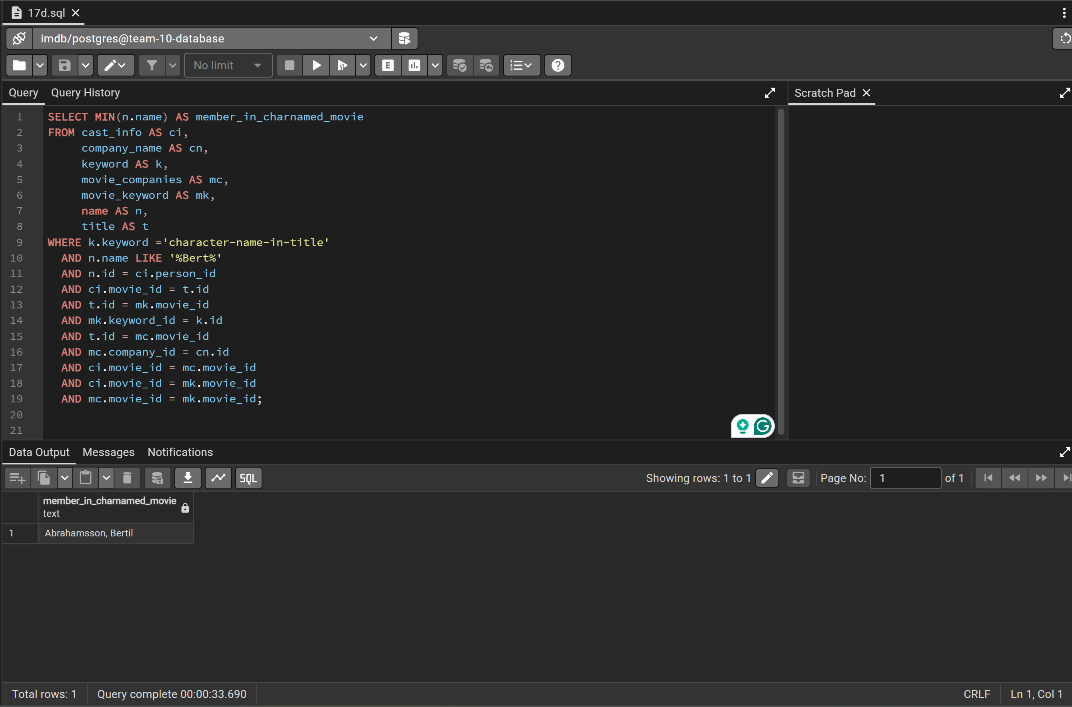 17d.sql
imdb/postgres@team-10-database
No limit
Query Query History
Scratch Pad
1 SELECT MIN(n.name) AS member_in_charnamed_movie
2 FROM cast_info AS ci,
3 company_name AS cn,
4 keyword AS k,
5 movie_companies AS mc,
6 movie_keyword AS mk,
7 name AS n,
8 title AS t
9 WHERE k.keyword ='character-name-in-title'
10 AND n.name LIKE '%Bert%'
11 AND n.id = ci.person_id
12 AND ci.movie_id = t.id
13 AND t.id = mk.movie_id
14 AND mk.keyword_id = k.id
15 AND t.id = mc.movie_id
16 AND mc.company_id = cn.id
17 AND ci.movie_id = mc.movie_id
18 AND ci.movie_id = mk.movie_id
19 AND mc.movie_id = mk.movie_id;
20
21
Data Output Messages Notifications
SQL
Showing rows: 1 to 1
Page No: 1 of 1
member_in_charnamed_movie
text
1 Abrahamsson, Bertil
Total rows: 1 Query complete 00:00:33.690 CRLF Ln 1, Col 1